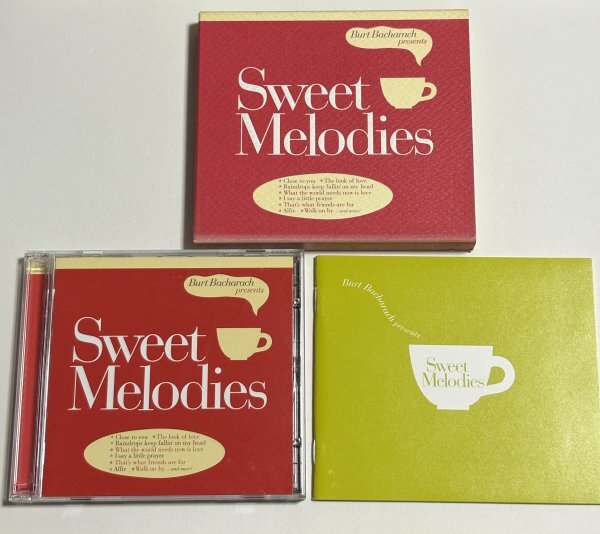 Burt Bacharach
presents
Sweet
Melodies
Close to you The look of love
Raindrops keep fallin' on my head
What the world needs now is love
I say a little prayer
That's what friends are for
Alfie Walk on by ...and more!
Burt Bacharach
presents
Sweet
Melodies
Close to you The look of love
Raindrops keep fallin' on my head
What the world needs now is love
I say a little prayer
That's what friends are for
Alfie Walk on by ...and more!
Burt Bacharach presents
Sweet
Melodies